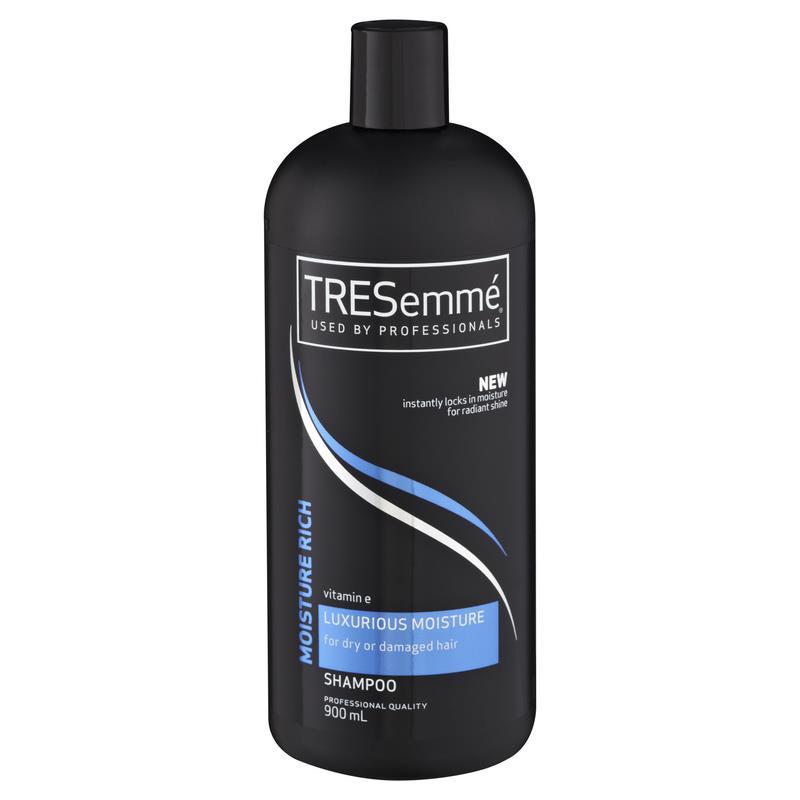 TRESemmé®
USED BY PROFESSIONALS
NEW
instantly locks in moisture
for radiant shine
MOISTURE RICH
vitamin e
LUXURIOUS MOISTURE
for dry or damaged hair
SHAMPOO
PROFESSIONAL QUALITY
900 mL